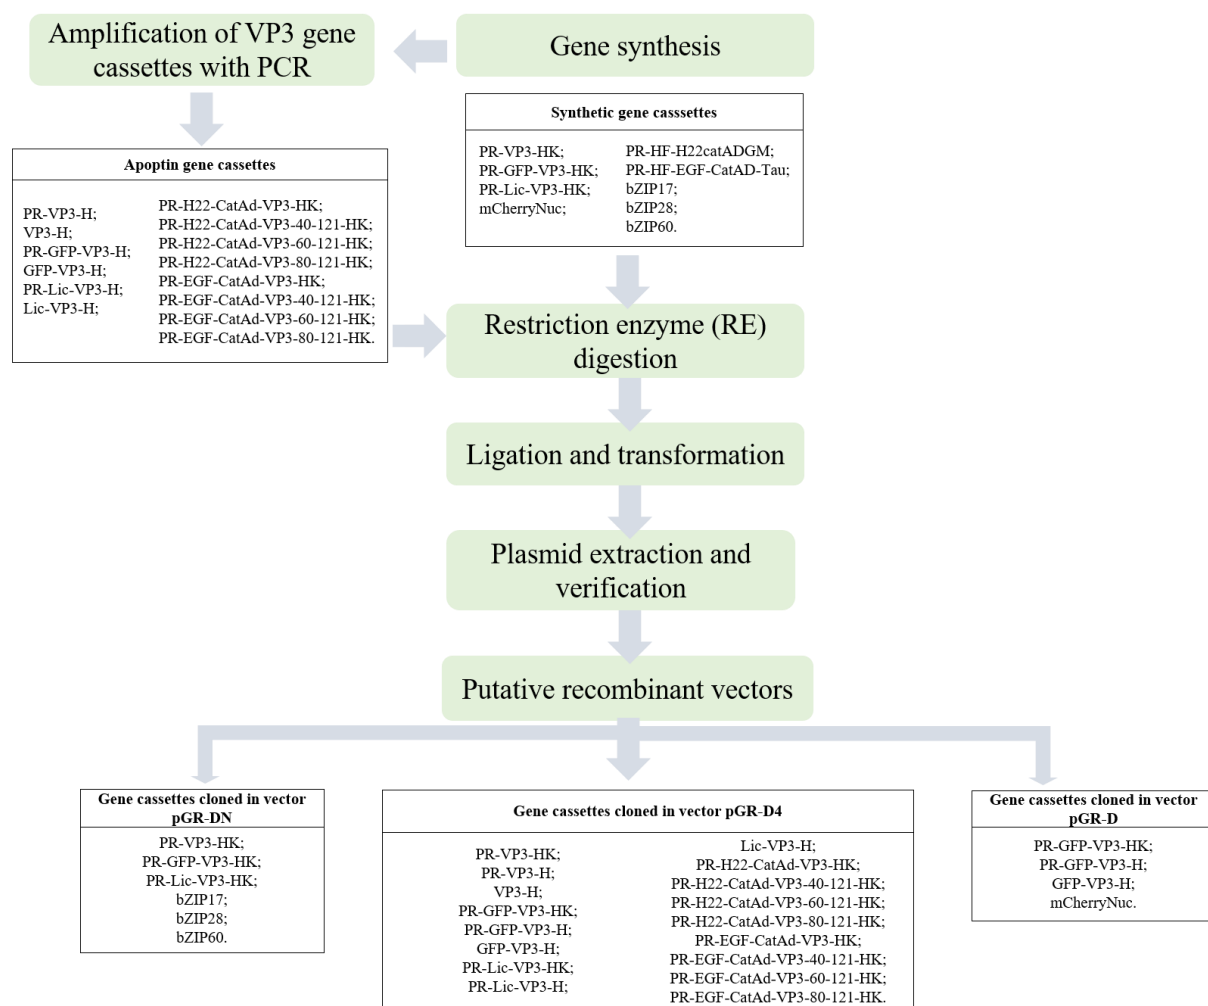 Amplification of VP3 gene
cassettes with PCR
Gene synthesis
Synthetic gene casssettes
PR-VP3-HK;
PR-GFP-VP3-HK;
PR-Lic-VP3-HK;
mCherryNuc;
PR-HF-H22catADGM;
PR-HF-EGF-CatAD-Tau;
bZIP17;
bZIP28;
bZIP60.
Apoptin gene cassettes
PR-VP3-H;
VP3-H;
PR-GFP-VP3-H;
GFP-VP3-H;
PR-Lic-VP3-H;
Lic-VP3-H;
PR-H22-CatAd-VP3-HK;
PR-H22-CatAd-VP3-40-121-HK;
PR-H22-CatAd-VP3-60-121-HK;
PR-H22-CatAd-VP3-80-121-HK;
PR-EGF-CatAd-VP3-HK;
PR-EGF-CatAd-VP3-40-121-HK;
PR-EGF-CatAd-VP3-60-121-HK;
PR-EGF-CatAd-VP3-80-121-HK.
Restriction enzyme (RE)
digestion
Ligation and transformation
Plasmid extraction and
verification
Putative recombinant vectors
Gene cassettes cloned in vector
pGR-DN
PR-VP3-HK;
PR-GFP-VP3-HK;
PR-Lic-VP3-HK;
bZIP17;
bZIP28;
bZIP60.
Gene cassettes cloned in vector pGR-D4
PR-VP3-HK;
PR-VP3-H;
VP3-H;
PR-GFP-VP3-HK;
PR-GFP-VP3-H;
GFP-VP3-H;
PR-Lic-VP3-HK;
PR-Lic-VP3-H;
Lic-VP3-H;
PR-H22-CatAd-VP3-HK;
PR-H22-CatAd-VP3-40-121-HK;
PR-H22-CatAd-VP3-60-121-HK;
PR-H22-CatAd-VP3-80-121-HK;
PR-EGF-CatAd-VP3-HK;
PR-EGF-CatAd-VP3-40-121-HK;
PR-EGF-CatAd-VP3-60-121-HK;
PR-EGF-CatAd-VP3-80-121-HK.
Gene cassettes cloned in vector
pGR-D
PR-GFP-VP3-HK;
PR-GFP-VP3-H;
GFP-VP3-H;
mCherryNuc.